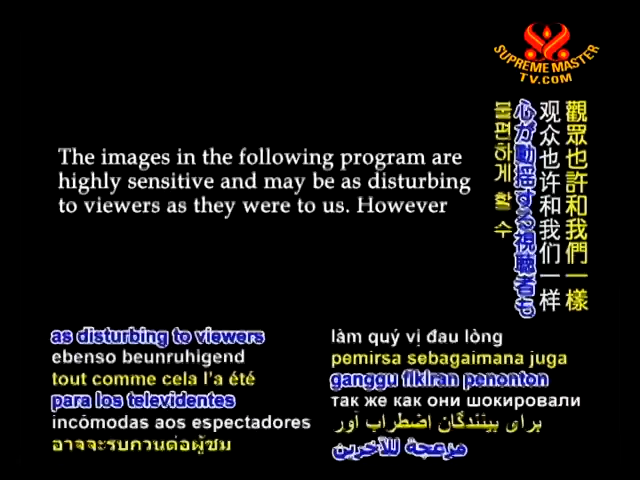 SUPREME MASTER
TV.COM
The images in the following program are
highly sensitive and may be as disturbing
to viewers as they were to us. However
觀眾也許和我們一樣
观众也许和我们一样
心が動揺する視聴者も
불편하게 할 수
as disturbing to viewers
ebenso beunruhigend
tout comme cela l'a été
para los televidentes
incômodas aos espectadores
อาจจะรบกวนต่อผู้ชม
làm quý vị đau lòng
pemirsa sebagaimana juga
ganggu fikiran penonton
так же как они шокировали
برای بینندگان اضطراب آور
مزعجة للآخرين